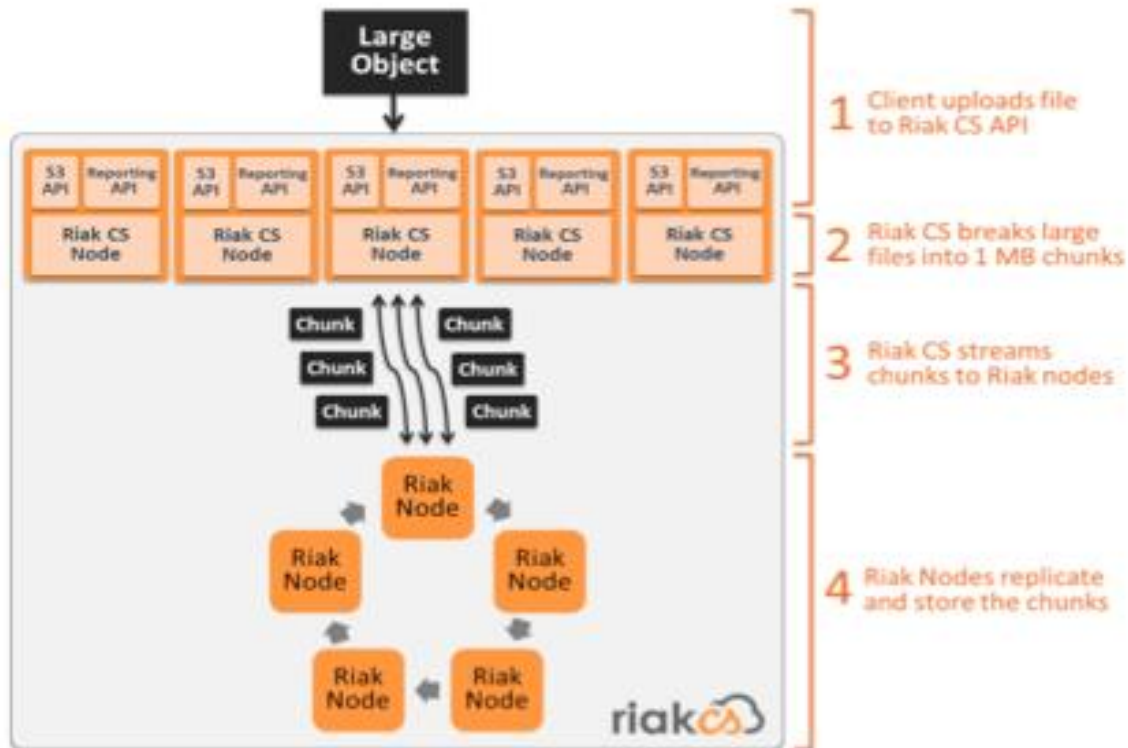 Large
Object
1 Client uploads file
to Riak CS API
S3
API
Reporting
API
S3
API
Reporting
API
S3
API
Reporting
API
S3
API
Reporting
API
S3
API
Reporting
API
Riak CS
Node
Riak CS
Node
Riak CS
Node
Riak CS
Node
Riak CS
Node
2 Riak CS breaks large
files into 1 MB chunks
Chunk
Chunk
Chunk
Chunk
Chunk
Chunk
3 Riak CS streams
chunks to Riak nodes
Riak
Node
Riak
Node
Riak
Node
Riak
Node
Riak
Node
4 Riak Nodes replicate
and store the chunks
riakcs